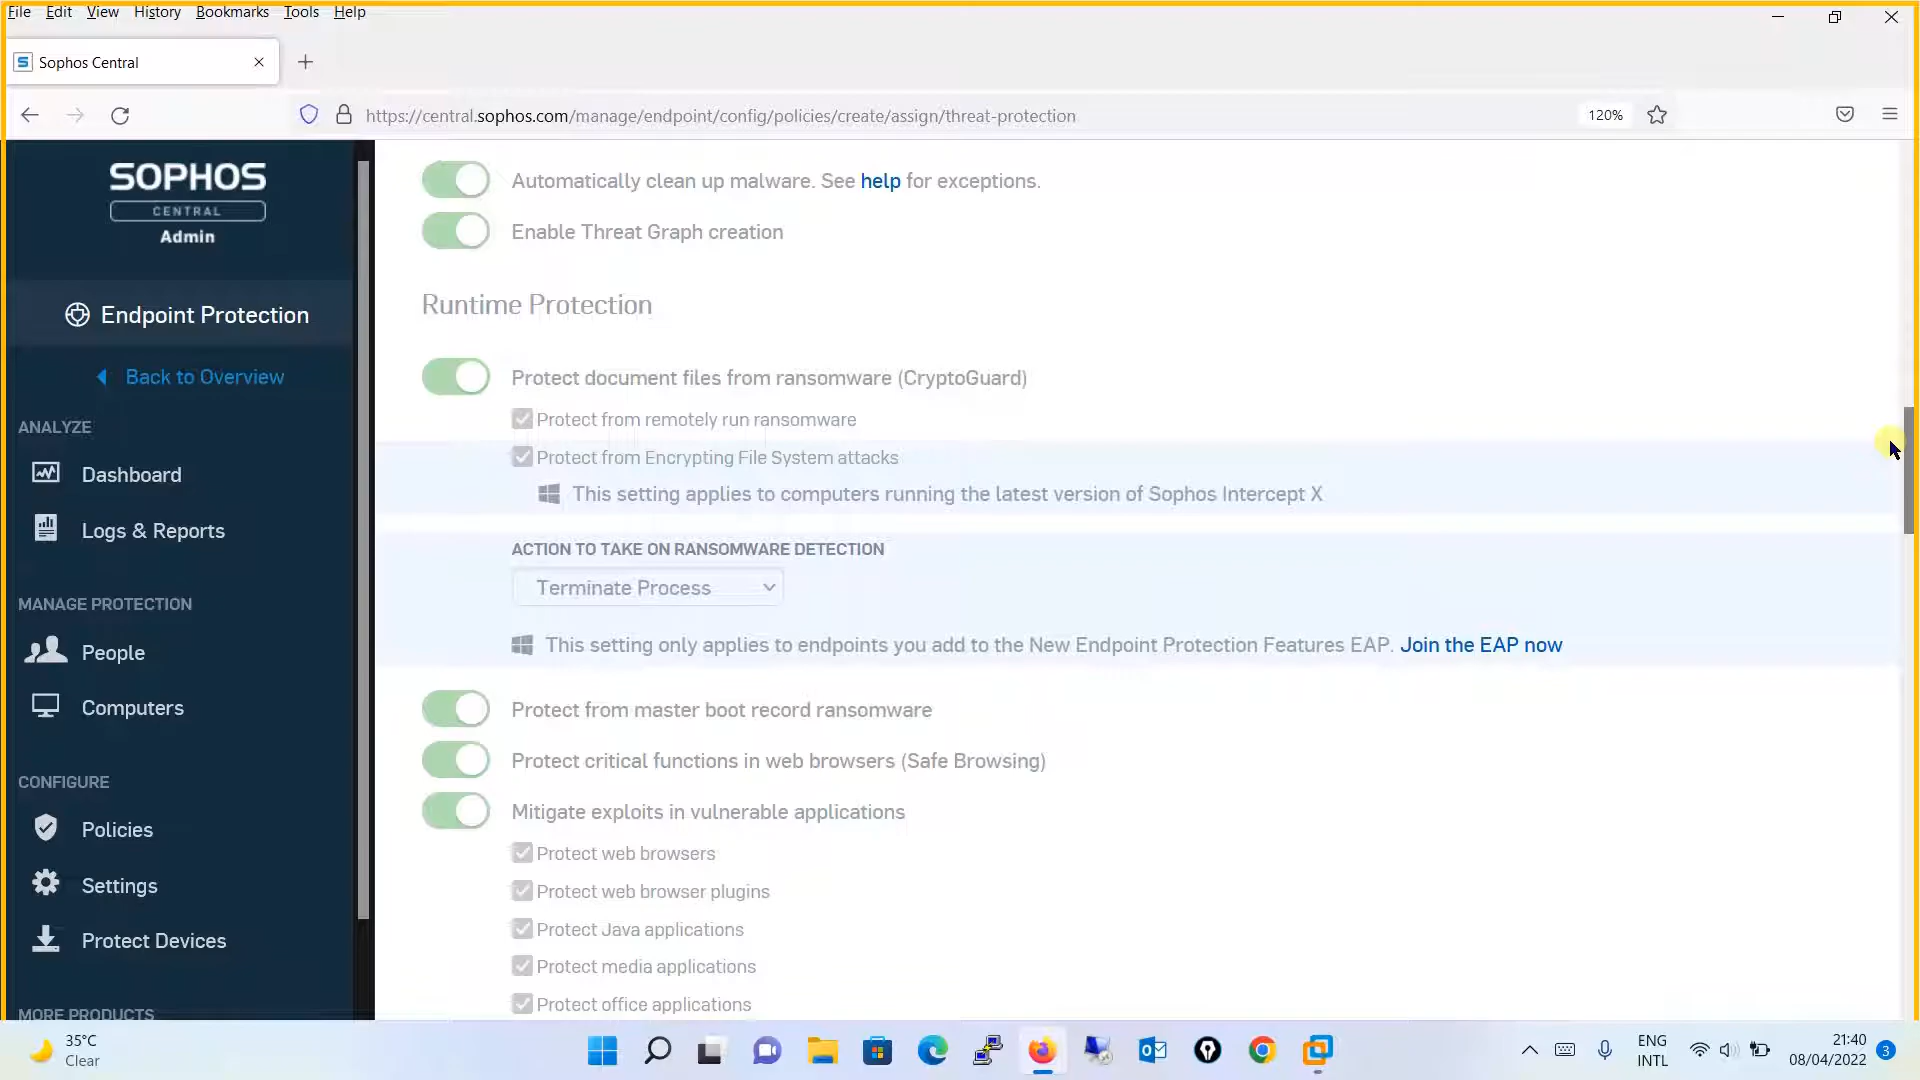 File Edit View History Bookmarks Tools Help
Sophos Central
https://central.sophos.com/manage/endpoint/config/policies/create/assign/threat-protection
120%
SOPHOS
CENTRAL
Admin
Endpoint Protection
Back to Overview
ANALYZE
Dashboard
Logs & Reports
MANAGE PROTECTION
People
Computers
CONFIGURE
Policies
Settings
Protect Devices
MORE PRODUCTS
Automatically clean up malware. See help for exceptions.
Enable Threat Graph creation
Runtime Protection
Protect document files from ransomware (CryptoGuard)
Protect from remotely run ransomware
Protect from Encrypting File System attacks
This setting applies to computers running the latest version of Sophos Intercept X
ACTION TO TAKE ON RANSOMWARE DETECTION
Terminate Process
This setting only applies to endpoints you add to the New Endpoint Protection Features EAP. Join the EAP now
Protect from master boot record ransomware
Protect critical functions in web browsers (Safe Browsing)
Mitigate exploits in vulnerable applications
Protect web browsers
Protect web browser plugins
Protect Java applications
Protect media applications
Protect office applications
35°C
Clear
ENG
INTL
21:40
08/04/2022
3